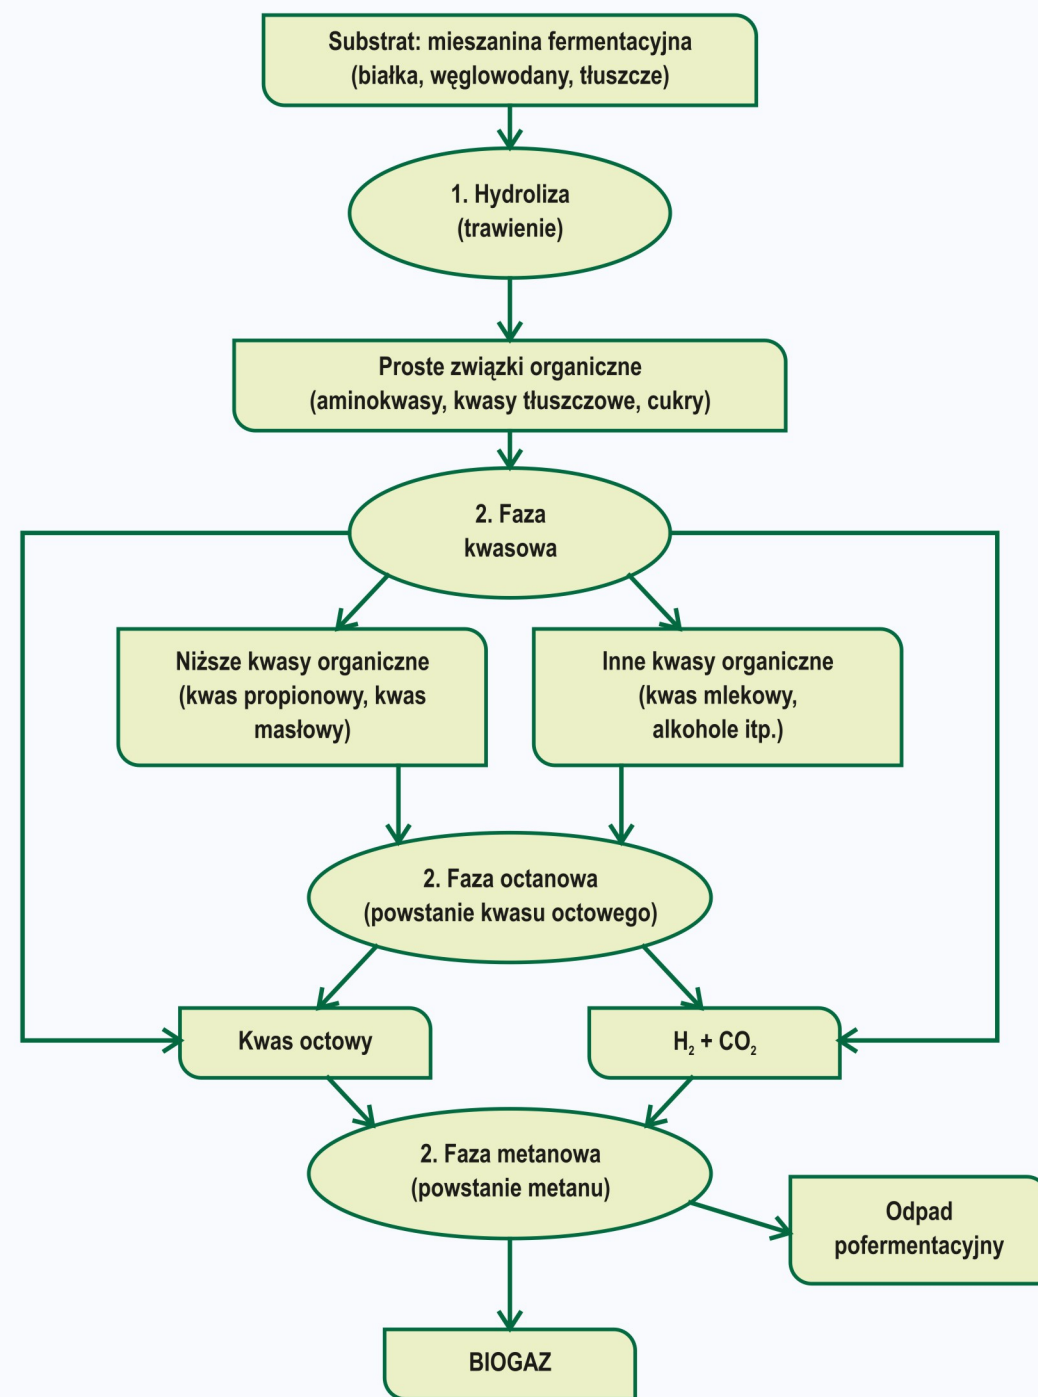 Substrat: mieszanina fermentacyjna
(białka, węglowodany, tłuszcze)
1. Hydroliza
(trawienie)
Proste związki organiczne
(aminokwasy, kwasy tłuszczowe, cukry)
2. Faza
kwasowa
Niższe kwasy organiczne
(kwas propionowy, kwas
masłowy)
Inne kwasy organiczne
(kwas mlekowy,
alkohole itp.)
2. Faza octanowa
(powstanie kwasu octowego)
Kwas octowy
H₂ + CO₂
2. Faza metanowa
(powstanie metanu)
Odpad
pofermentacyjny
BIOGAZ